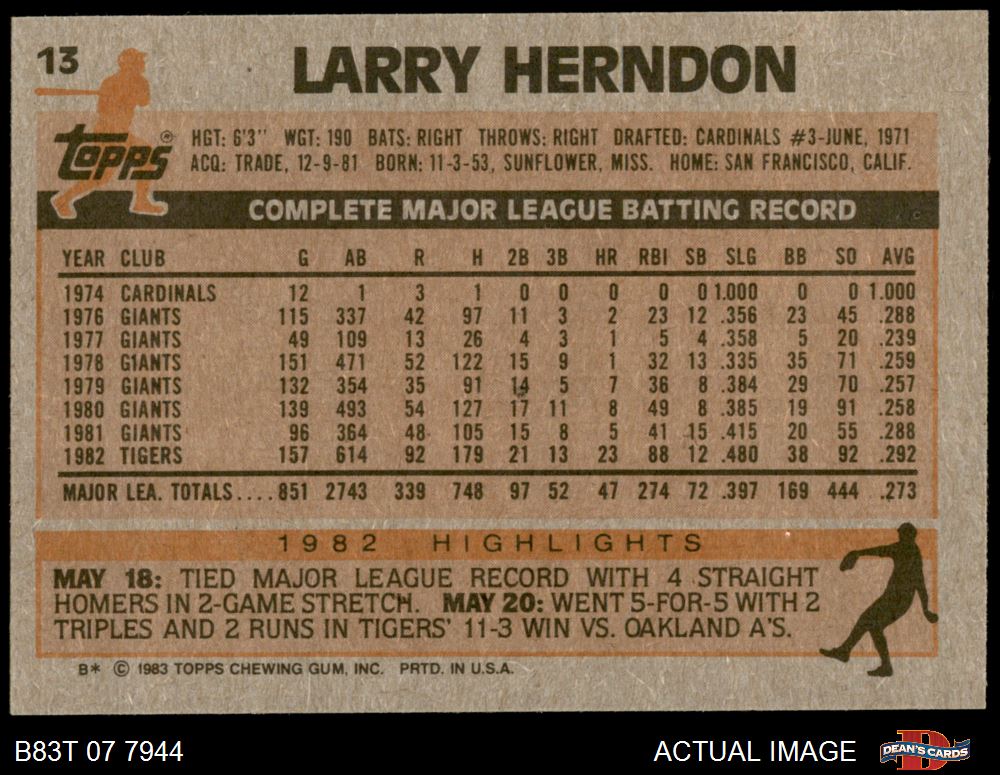 13
LARRY HERNDON
topps®
HGT: 6'3" WGT: 190 BATS: RIGHT THROWS: RIGHT DRAFTED: CARDINALS #3-JUNE, 1971
ACQ: TRADE, 12-9-81 BORN: 11-3-53, SUNFLOWER, MISS. HOME: SAN FRANCISCO, CALIF.
COMPLETE MAJOR LEAGUE BATTING RECORD
YEAR CLUB G AB R H 2B 3B HR RBI SB SLG BB SO AVG
1974 CARDINALS 12 1 3 1 0 0 0 0 0 1.000 0 0 1.000
1976 GIANTS 115 337 42 97 11 3 2 23 12 .356 23 45 .288
1977 GIANTS 49 109 13 26 4 3 1 5 4 .358 5 20 .239
1978 GIANTS 151 471 52 122 15 9 1 32 13 .335 35 71 .259
1979 GIANTS 132 354 35 91 14 5 7 36 8 .384 29 70 .257
1980 GIANTS 139 493 54 127 17 11 8 49 8 .385 19 91 .258
1981 GIANTS 96 364 48 105 15 8 5 41 15 .415 20 55 .288
1982 TIGERS 157 614 92 179 21 13 23 88 12 .480 38 92 .292
MAJOR LEA. TOTALS....851 2743 339 748 97 52 47 274 72 .397 169 444 .273
1982 HIGHLIGHTS
MAY 18: TIED MAJOR LEAGUE RECORD WITH 4 STRAIGHT
HOMERS IN 2-GAME STRETCH. MAY 20: WENT 5-FOR-5 WITH 2
TRIPLES AND 2 RUNS IN TIGERS' 11-3 WIN VS. OAKLAND A'S.
B* © 1983 TOPPS CHEWING GUM, INC. PRTD. IN U.S.A.
B83T 07 7944
ACTUAL IMAGE
DEAN'S CARDS